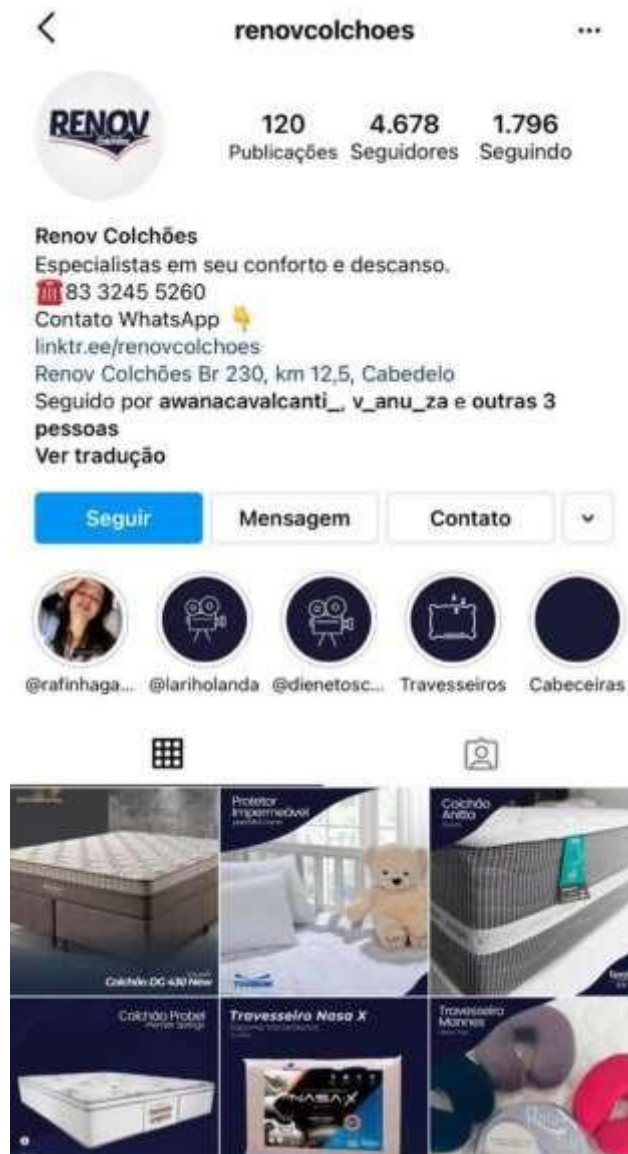 renovcolchoes
RENOV
120 4.678 1.796
Publicações Seguidores Seguindo
Renov Colchões
Especialistas em seu conforto e descanso.
83 3245 5260
Contato WhatsApp
linktr.ee/renovcolchoes
Renov Colchões Br 230, km 12,5, Cabedelo
Seguido por awanacavalcanti_, v_anu_za e outras 3
pessoas
Ver tradução
Seguir Mensagem Contato
@rafinhaga... @lariholanda @dienetosc... Travesseiros Cabeceiras
Protetor
Impermeável
Colchão
Anitta
Colchão DG 430 New
Colchão Probel
Travesseiro Nasa X
Travesseiro
Mannes
NASA X